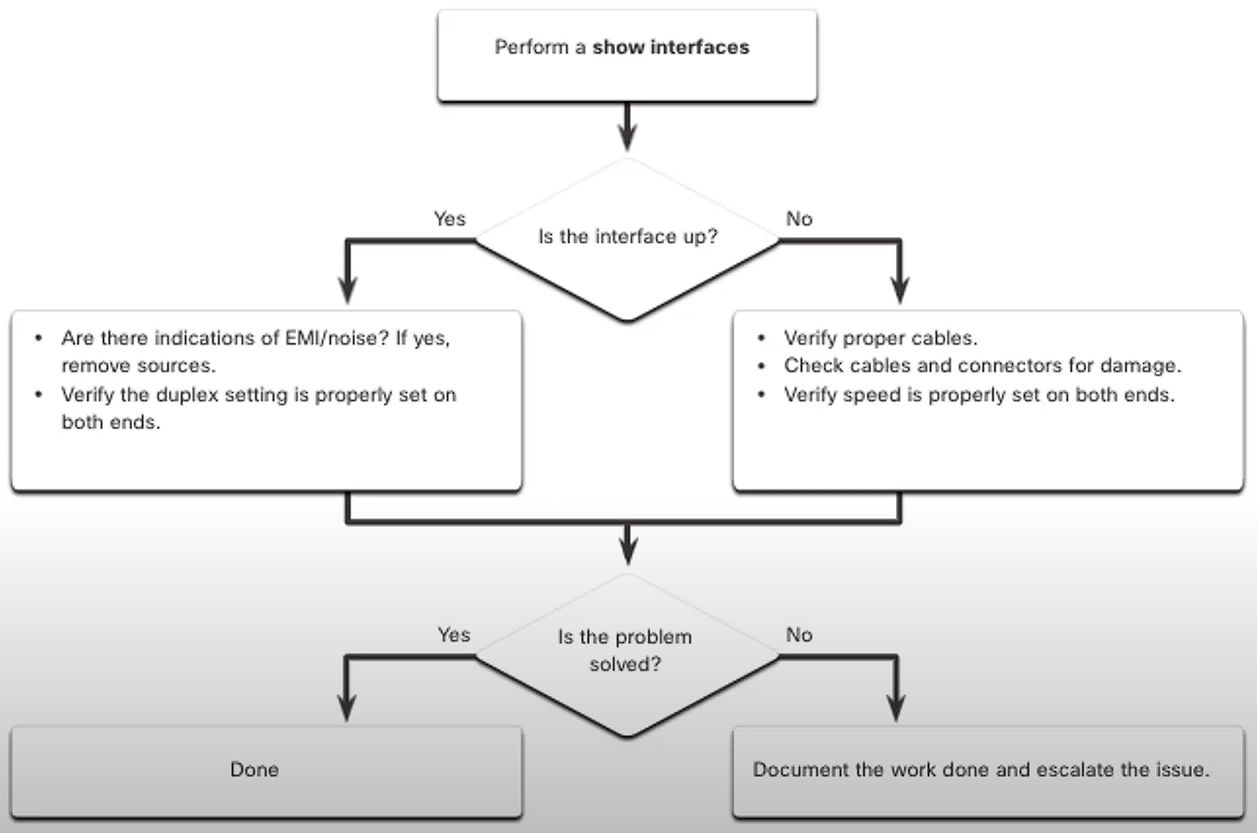 Perform a show interfaces
Is the interface up?
Yes
No
• Are there indications of EMI/noise? If yes,
remove sources.
• Verify the duplex setting is properly set on
both ends.
• Verify proper cables.
• Check cables and connectors for damage.
• Verify speed is properly set on both ends.
Is the problem
solved?
Yes
No
Done
Document the work done and escalate the issue.